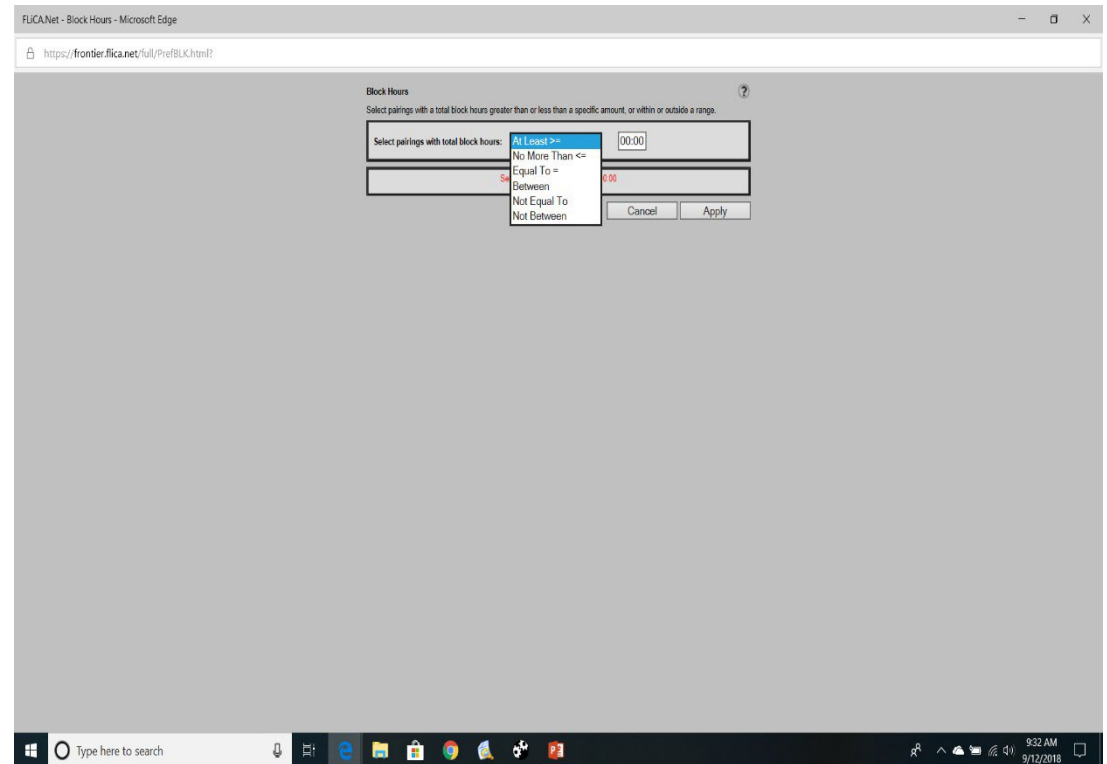 FLiCA.Net - Block Hours - Microsoft Edge
https://frontier.flica.net/full/PrefBLK.html?
Block Hours
?
Select pairings with a total block hours greater than or less than a specific amount, or within or outside a range.
Select pairings with total block hours: At Least >= 00:00
No More Than <=
Equal To =
Between
Not Equal To
Not Between
Cancel Apply
Type here to search
9:32 AM
9/12/2018